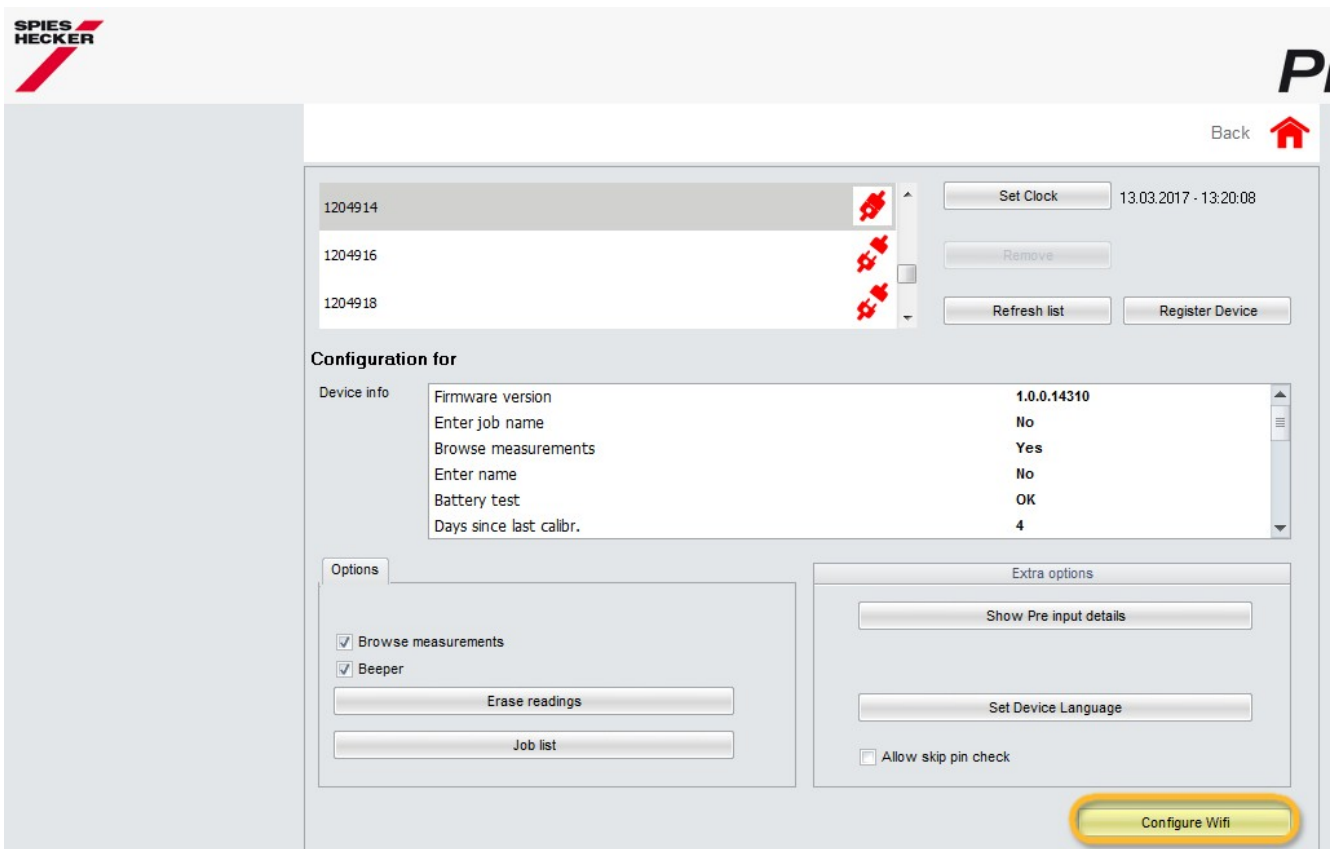 SPIES
HECKER
Back
1204914
1204916
1204918
Set Clock 13.03.2017 - 13:20:08
Remove
Refresh list Register Device
Configuration for
Device info
Firmware version 1.0.0.14310
Enter job name No
Browse measurements Yes
Enter name No
Battery test OK
Days since last calibr. 4
Options
Browse measurements
Beeper
Erase readings
Job list
Extra options
Show Pre input details
Set Device Language
Allow skip pin check
Configure Wifi